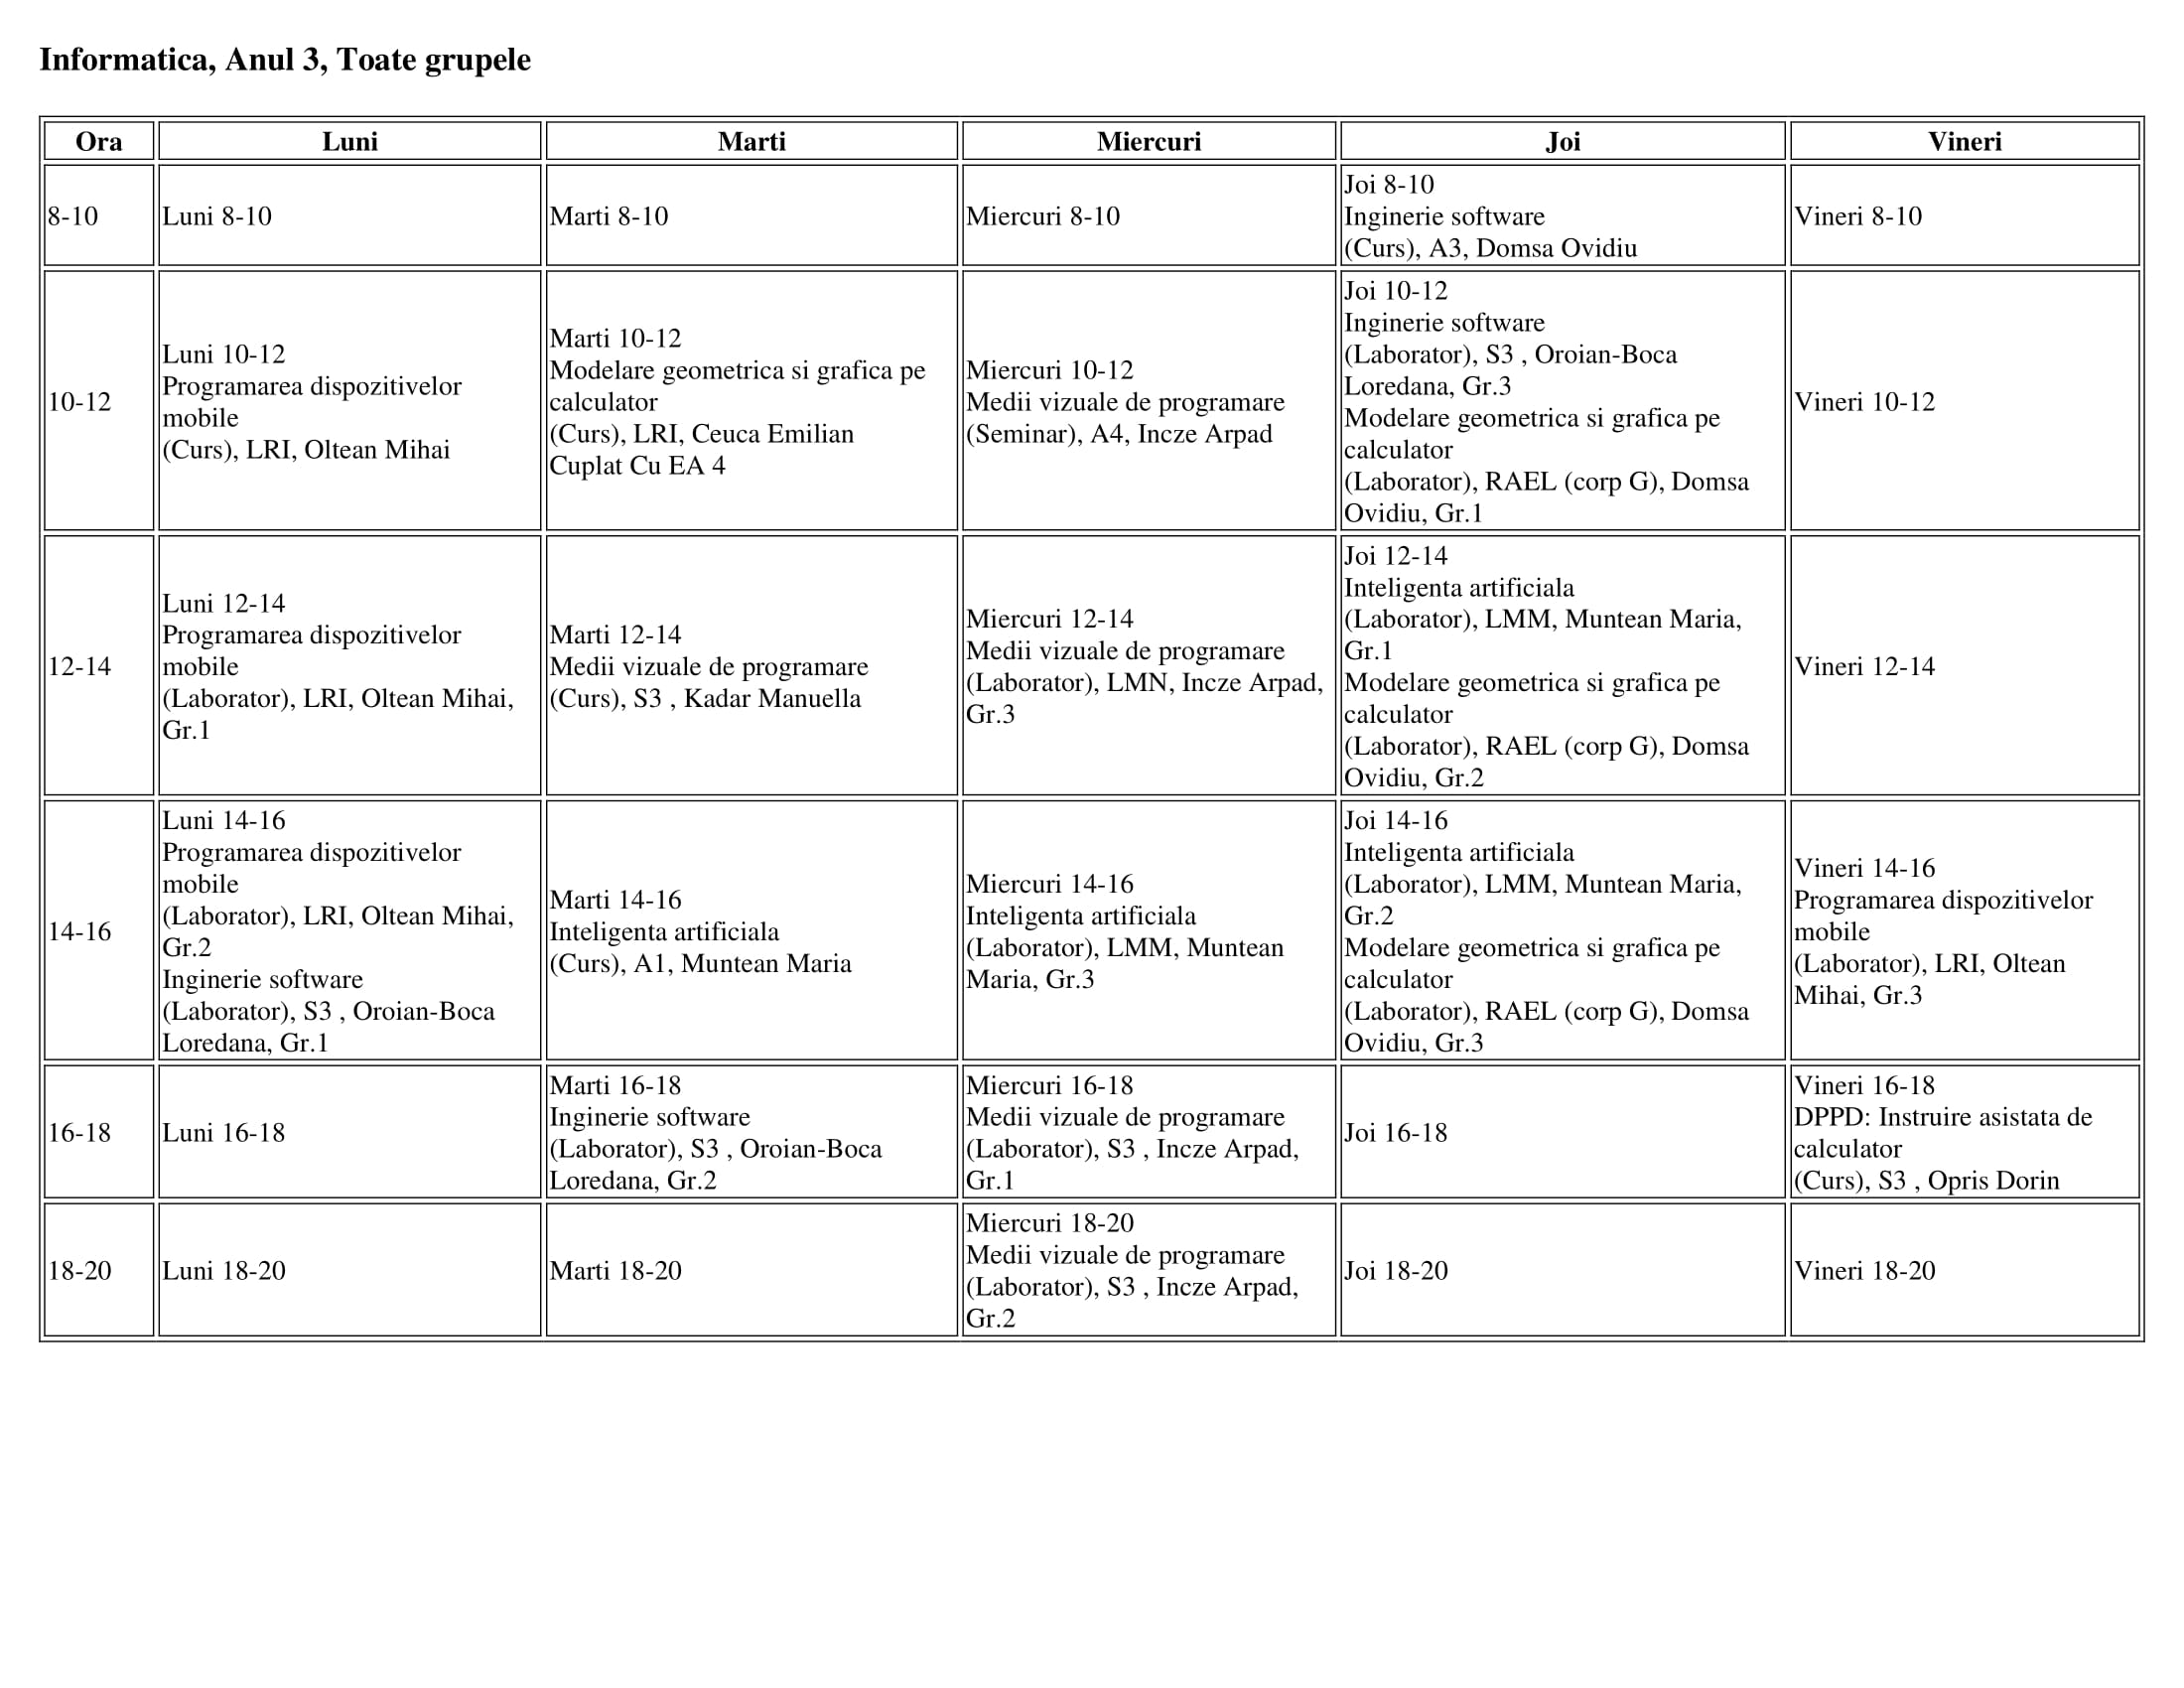 Informatica, Anul 3, Toate grupele
Ora
Luni
Marti
Miercuri
Joi
Vineri
8-10
Luni 8-10
Marti 8-10
Miercuri 8-10
Joi 8-10
Inginerie software
(Curs), A3, Domsa Ovidiu
Vineri 8-10
10-12
Luni 10-12
Programarea dispozitivelor
mobile
(Curs), LRI, Oltean Mihai
Marti 10-12
Modelare geometrica si grafica pe
calculator
(Curs), LRI, Ceuca Emilian
Cuplat Cu EA 4
Miercuri 10-12
Medii vizuale de programare
(Seminar), A4, Incze Arpad
Joi 10-12
Inginerie software
(Laborator), S3 , Oroian-Boca
Loredana, Gr.3
Modelare geometrica si grafica pe
calculator
(Laborator), RAEL (corp G), Domsa
Ovidiu, Gr.1
Vineri 10-12
12-14
Luni 12-14
Programarea dispozitivelor
mobile
(Laborator), LRI, Oltean Mihai,
Gr.1
Marti 12-14
Medii vizuale de programare
(Curs), S3 , Kadar Manuella
Miercuri 12-14
Medii vizuale de programare
(Laborator), LMN, Incze Arpad,
Gr.3
Joi 12-14
Inteligenta artificiala
(Laborator), LMM, Muntean Maria,
Gr.1
Modelare geometrica si grafica pe
calculator
(Laborator), RAEL (corp G), Domsa
Ovidiu, Gr.2
Vineri 12-14
14-16
Luni 14-16
Programarea dispozitivelor
mobile
(Laborator), LRI, Oltean Mihai,
Gr.2
Inginerie software
(Laborator), S3 , Oroian-Boca
Loredana, Gr.1
Marti 14-16
Inteligenta artificiala
(Curs), A1, Muntean Maria
Miercuri 14-16
Inteligenta artificiala
(Laborator), LMM, Muntean
Maria, Gr.3
Joi 14-16
Inteligenta artificiala
(Laborator), LMM, Muntean Maria,
Gr.2
Modelare geometrica si grafica pe
calculator
(Laborator), RAEL (corp G), Domsa
Ovidiu, Gr.3
Vineri 14-16
Programarea dispozitivelor
mobile
(Laborator), LRI, Oltean
Mihai, Gr.3
16-18
Luni 16-18
Marti 16-18
Inginerie software
(Laborator), S3 , Oroian-Boca
Loredana, Gr.2
Miercuri 16-18
Medii vizuale de programare
(Laborator), S3 , Incze Arpad,
Gr.1
Joi 16-18
Vineri 16-18
DPPD: Instruire asistata de
calculator
(Curs), S3 , Opris Dorin
18-20
Luni 18-20
Marti 18-20
Miercuri 18-20
Medii vizuale de programare
(Laborator), S3 , Incze Arpad,
Gr.2
Joi 18-20
Vineri 18-20